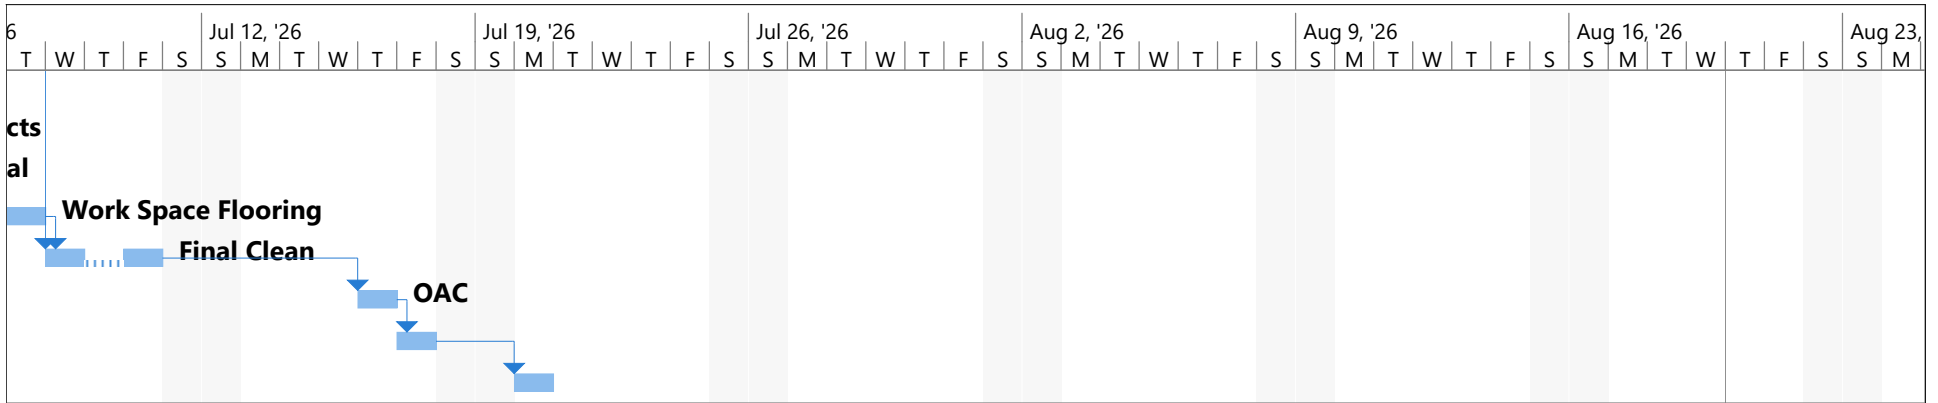 6 Jul 12, '26 Jul 19, '26 Jul 26, '26 Aug 2, '26 Aug 9, '26 Aug 16, '26 Aug 23,
T W T F S S M T W T F S S M T W T F S S M T W T F S S M T W T F S S M T W T F S S M T W T F S S M
cts
al
Work Space Flooring
Final Clean
OAC